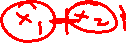 x₁ + x₂